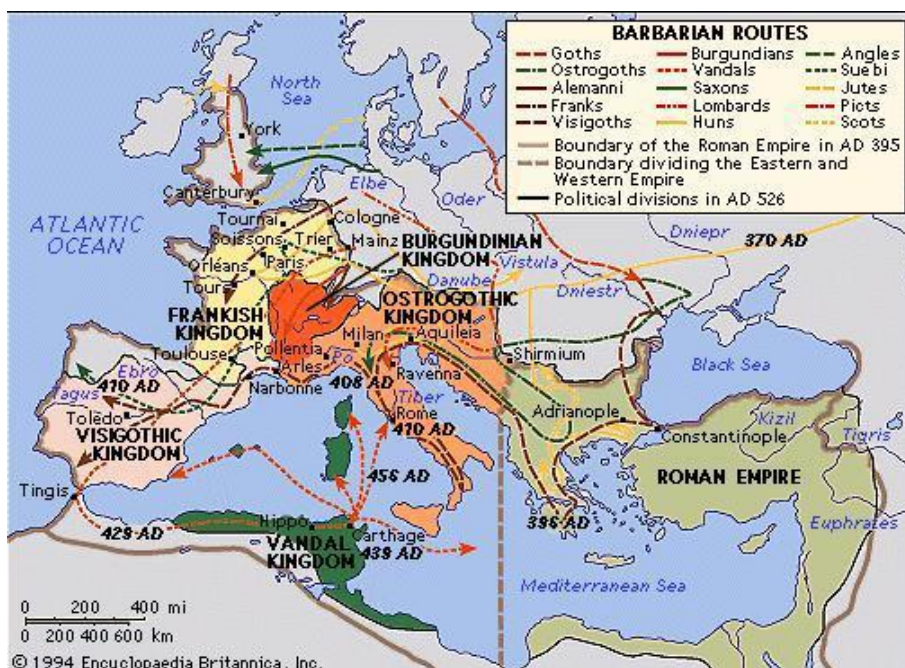 BARBARIAN ROUTES
Goths Burgundians Angles
Ostrogoths Vandals Suebi
Alemanni Saxons Jutes
Franks Lombards Picts
Visigoths Huns Scots
Boundary of the Roman Empire in AD 395
Boundary dividing the Eastern and
Western Empire
Political divisions in AD 526
North
Sea
York
Canterbury
Elbe
Oder
Tournai
Cologne
Dniepr
370 AD
ATLANTIC
OCEAN
Soissons
Trier
Mainz
BURGUNDINIAN
KINGDOM
Vistula
Paris
Orléans
Danube
Dniestr
Tours
OSTROGOTHIC
KINGDOM
FRANKISH
KINGDOM
Milan
Aquileia
Toulouse
Pollentia
Po
Shirmium
Black Sea
Arles
Ravenna
Ebro
Narbonne
408 AD
410 AD
Tagus
Tiber
Adrianople
Kizil
Toledo
Rome
410 AD
Constantinople
Tigris
VISIGOTHIC
KINGDOM
ROMAN EMPIRE
456 AD
Tingis
396 AD
Euphrates
429 AD
Hippo
Carthage
VANDAL
KINGDOM
439 AD
Mediterranean Sea
0 200 400 mi
0 200 400 600 km
© 1994 Encyclopaedia Britannica, Inc.